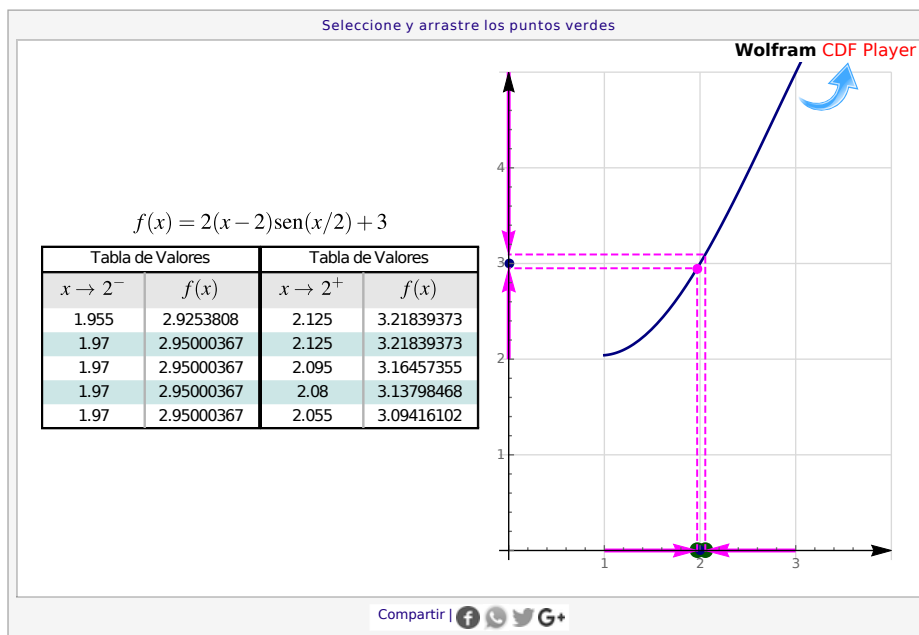 Seleccione y arrastre los puntos verdes
Wolfram CDF Player
f(x) = 2(x − 2)sen(x/2) + 3
Tabla de Valores Tabla de Valores
x → 2⁻ f(x) x → 2⁺ f(x)
1.955 2.9253808 2.125 3.21839373
1.97 2.95000367 2.125 3.21839373
1.97 2.95000367 2.095 3.16457355
1.97 2.95000367 2.08 3.13798468
1.97 2.95000367 2.055 3.09416102
4
3
2
1
1 2 3
Compartir | f G+